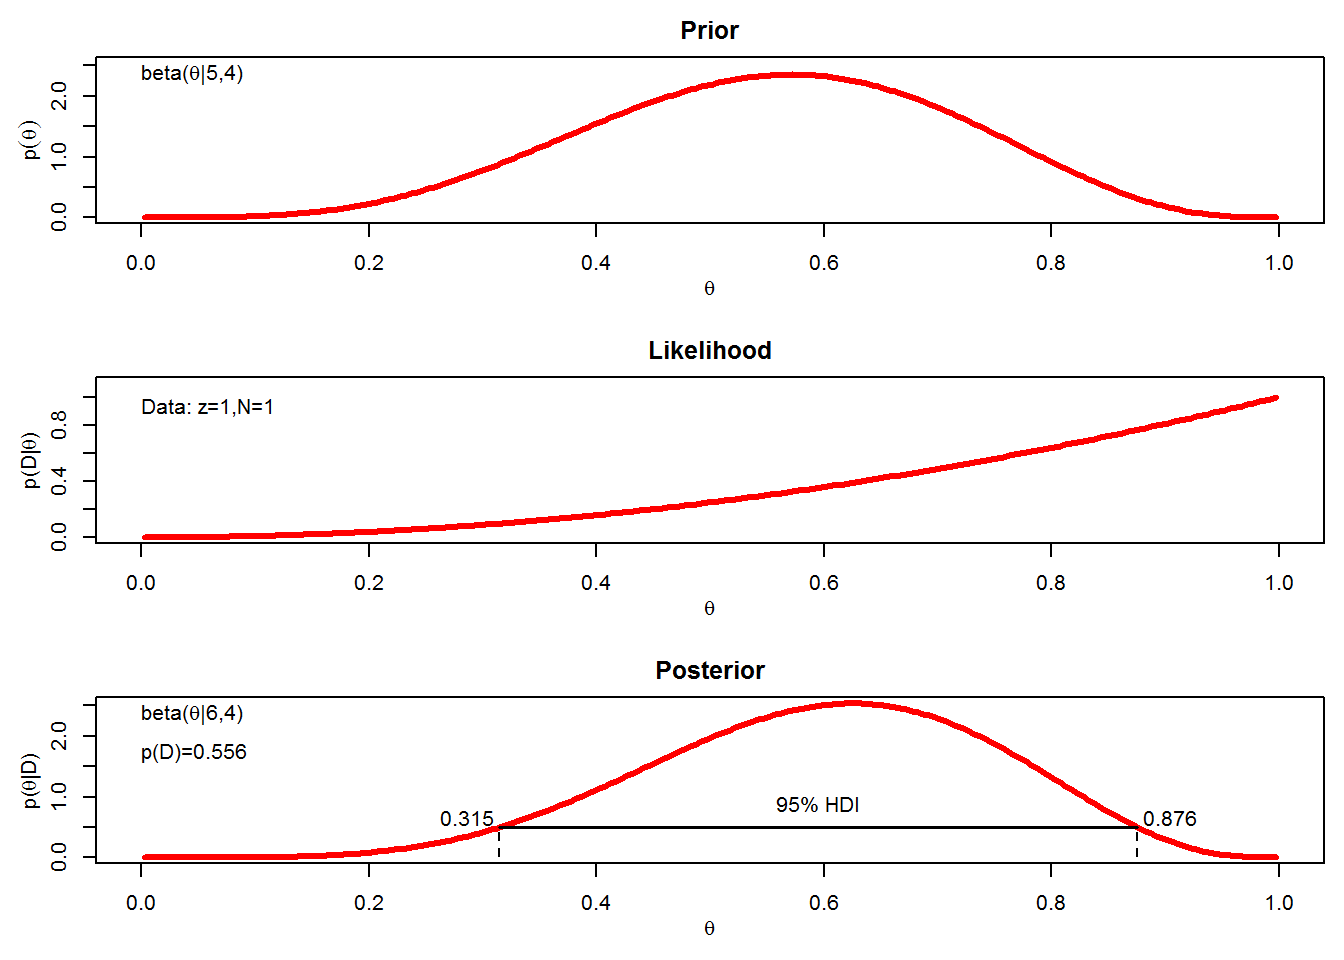 Prior
beta(θ|5,4)
p(θ)
0.0 1.0 2.0
0.0 0.2 0.4 0.6 0.8 1.0
θ
Likelihood
Data: z=1,N=1
p(D|θ)
0.0 0.4 0.8
0.0 0.2 0.4 0.6 0.8 1.0
θ
Posterior
beta(θ|6,4)
p(D)=0.556
p(θ|D)
0.0 1.0 2.0
95% HDI
0.315 0.876
0.0 0.2 0.4 0.6 0.8 1.0
θ